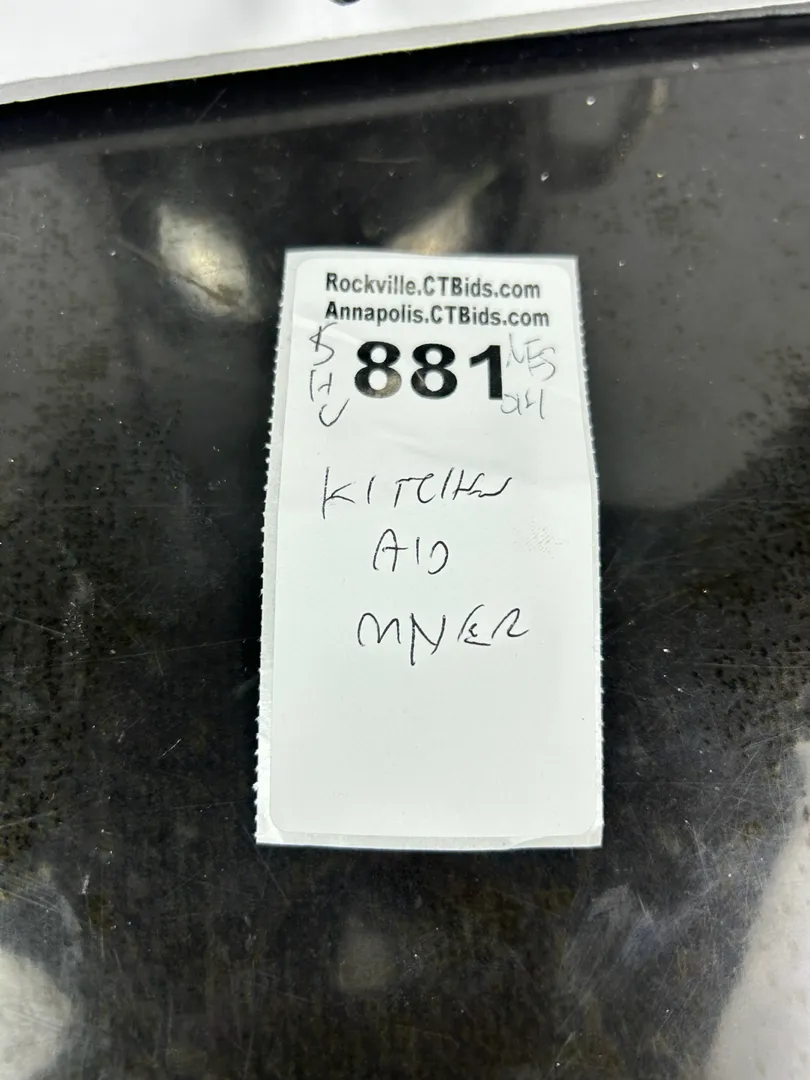 Rockville.CTBids.com
Annapolis.CTBids.com
881
KITCHEN
AID
MIXER